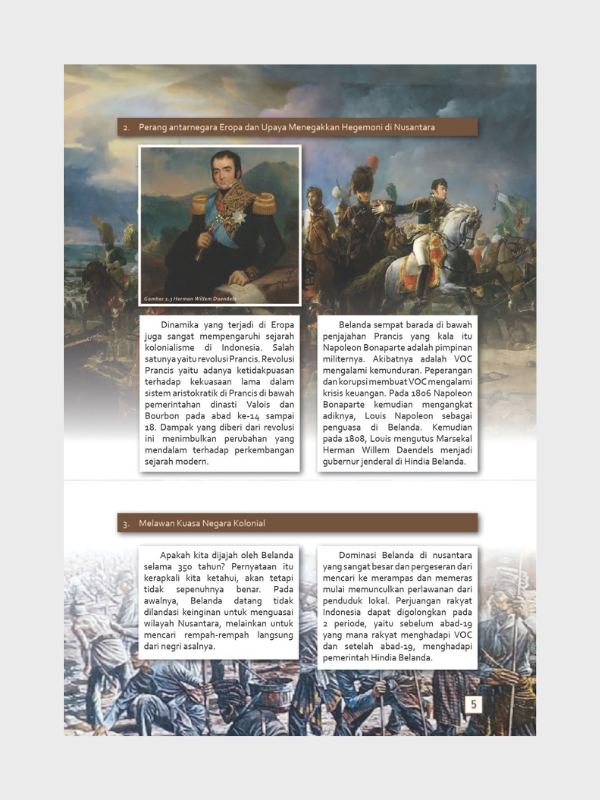 2. Perang antarnegara Eropa dan Upaya Menegakkan Hegemoni di Nusantara
Gambar 1.3 Herman Willem Daendels
Dinamika yang terjadi di Eropa
juga sangat mempengaruhi sejarah
kolonialisme di Indonesia. Salah
satunya yaitu revolusi Prancis. Revolusi
Prancis yaitu adanya ketidakpuasan
terhadap kekuasaan lama dalam
sistem aristokratik di Prancis di bawah
pemerintahan dinasti Valois dan
Bourbon pada abad ke-14 sampai
18. Dampak yang diberi dari revolusi
ini menimbulkan perubahan yang
mendalam terhadap perkembangan
sejarah modern.
Belanda sempat barada di bawah
penjajahan Prancis yang kala itu
Napoleon Bonaparte adalah pimpinan
militernya. Akibatnya adalah VOC
mengalami kemunduran. Peperangan
dan korupsi membuat VOC mengalami
krisis keuangan. Pada 1806 Napoleon
Bonaparte kemudian mengangkat
adiknya, Louis Napoleon sebagai
penguasa di Belanda. Kemudian
pada 1808, Louis mengutus Marsekal
Herman Willem Daendels menjadi
gubernur jenderal di Hindia Belanda.
3. Melawan Kuasa Negara Kolonial
Apakah kita dijajah oleh Belanda
selama 350 tahun? Pernyataan itu
kerapkali kita ketahui, akan tetapi
tidak sepenuhnya benar. Pada
awalnya, Belanda datang tidak
dilandasi keinginan untuk menguasai
wilayah Nusantara, melainkan untuk
mencari rempah-rempah langsung
dari negri asalnya.
Dominasi Belanda di nusantara
yang sangat besar dan pergeseran dari
mencari ke merampas dan memeras
mulai memunculkan perlawanan dari
penduduk lokal. Perjuangan rakyat
Indonesia dapat digolongkan pada
2 periode, yaitu sebelum abad-19
yang mana rakyat menghadapi VOC
dan setelah abad-19, menghadapi
pemerintah Hindia Belanda.
5